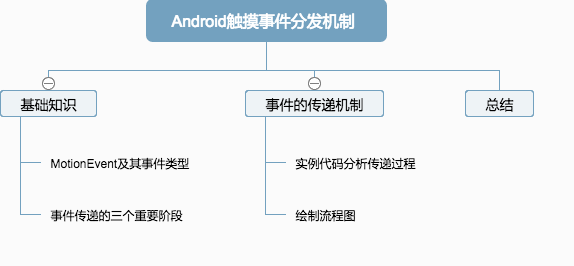 Android触摸事件分发机制
基础知识
事件的传递机制
总结
MotionEvent及其事件类型
实例代码分析传递过程
事件传递的三个重要阶段
绘制流程图